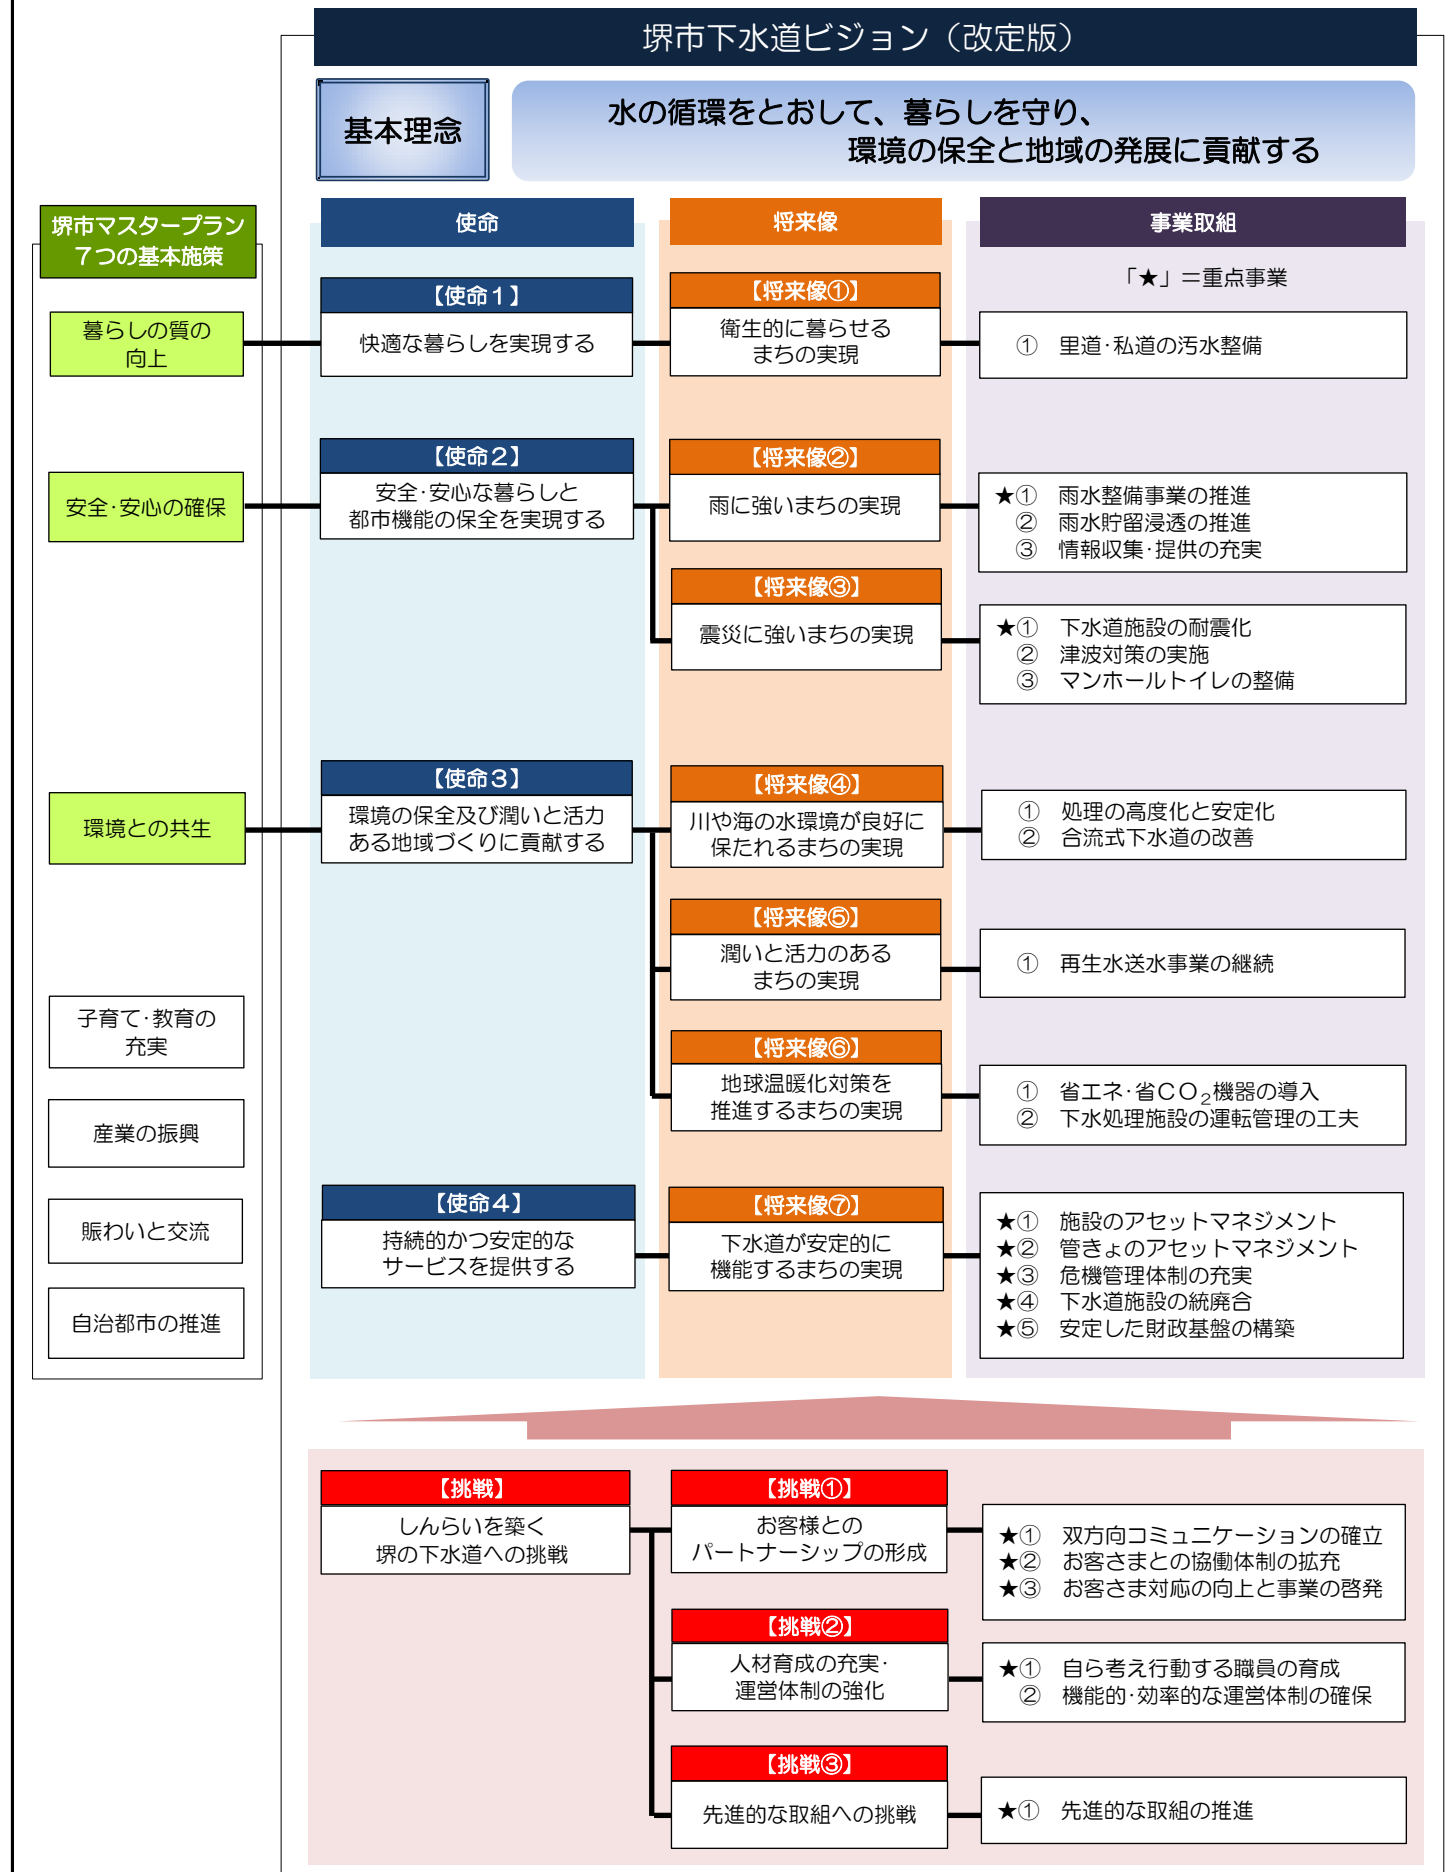 堺市下水道ビジョン（改定版）
基本理念
水の循環をとおして、暮らしを守り、
環境の保全と地域の発展に貢献する
堺市マスタープラン
７つの基本施策
使命
将来像
事業取組
「★」＝重点事業
暮らしの質の
向上
【使命１】
快適な暮らしを実現する
【将来像①】
衛生的に暮らせる
まちの実現
① 里道・私道の汚水整備
安全・安心の確保
【使命２】
安全・安心な暮らしと
都市機能の保全を実現する
【将来像②】
雨に強いまちの実現
★① 雨水整備事業の推進
② 雨水貯留浸透の推進
③ 情報収集・提供の充実
【将来像③】
震災に強いまちの実現
★① 下水道施設の耐震化
② 津波対策の実施
③ マンホールトイレの整備
環境との共生
【使命３】
環境の保全及び潤いと活力
ある地域づくりに貢献する
【将来像④】
川や海の水環境が良好に
保たれるまちの実現
① 処理の高度化と安定化
② 合流式下水道の改善
【将来像⑤】
潤いと活力のある
まちの実現
① 再生水送水事業の継続
【将来像⑥】
地球温暖化対策を
推進するまちの実現
① 省エネ・省ＣＯ₂機器の導入
② 下水処理施設の運転管理の工夫
子育て・教育の
充実
産業の振興
賑わいと交流
自治都市の推進
【使命４】
持続的かつ安定的な
サービスを提供する
【将来像⑦】
下水道が安定的に
機能するまちの実現
★① 施設のアセットマネジメント
★② 管きょのアセットマネジメント
★③ 危機管理体制の充実
★④ 下水道施設の統廃合
★⑤ 安定した財政基盤の構築
【挑戦】
しんらいを築く
堺の下水道への挑戦
【挑戦①】
お客様との
パートナーシップの形成
★① 双方向コミュニケーションの確立
★② お客さまとの協働体制の拡充
★③ お客さま対応の向上と事業の啓発
【挑戦②】
人材育成の充実・
運営体制の強化
★① 自ら考え行動する職員の育成
② 機能的・効率的な運営体制の確保
【挑戦③】
先進的な取組への挑戦
★① 先進的な取組の推進